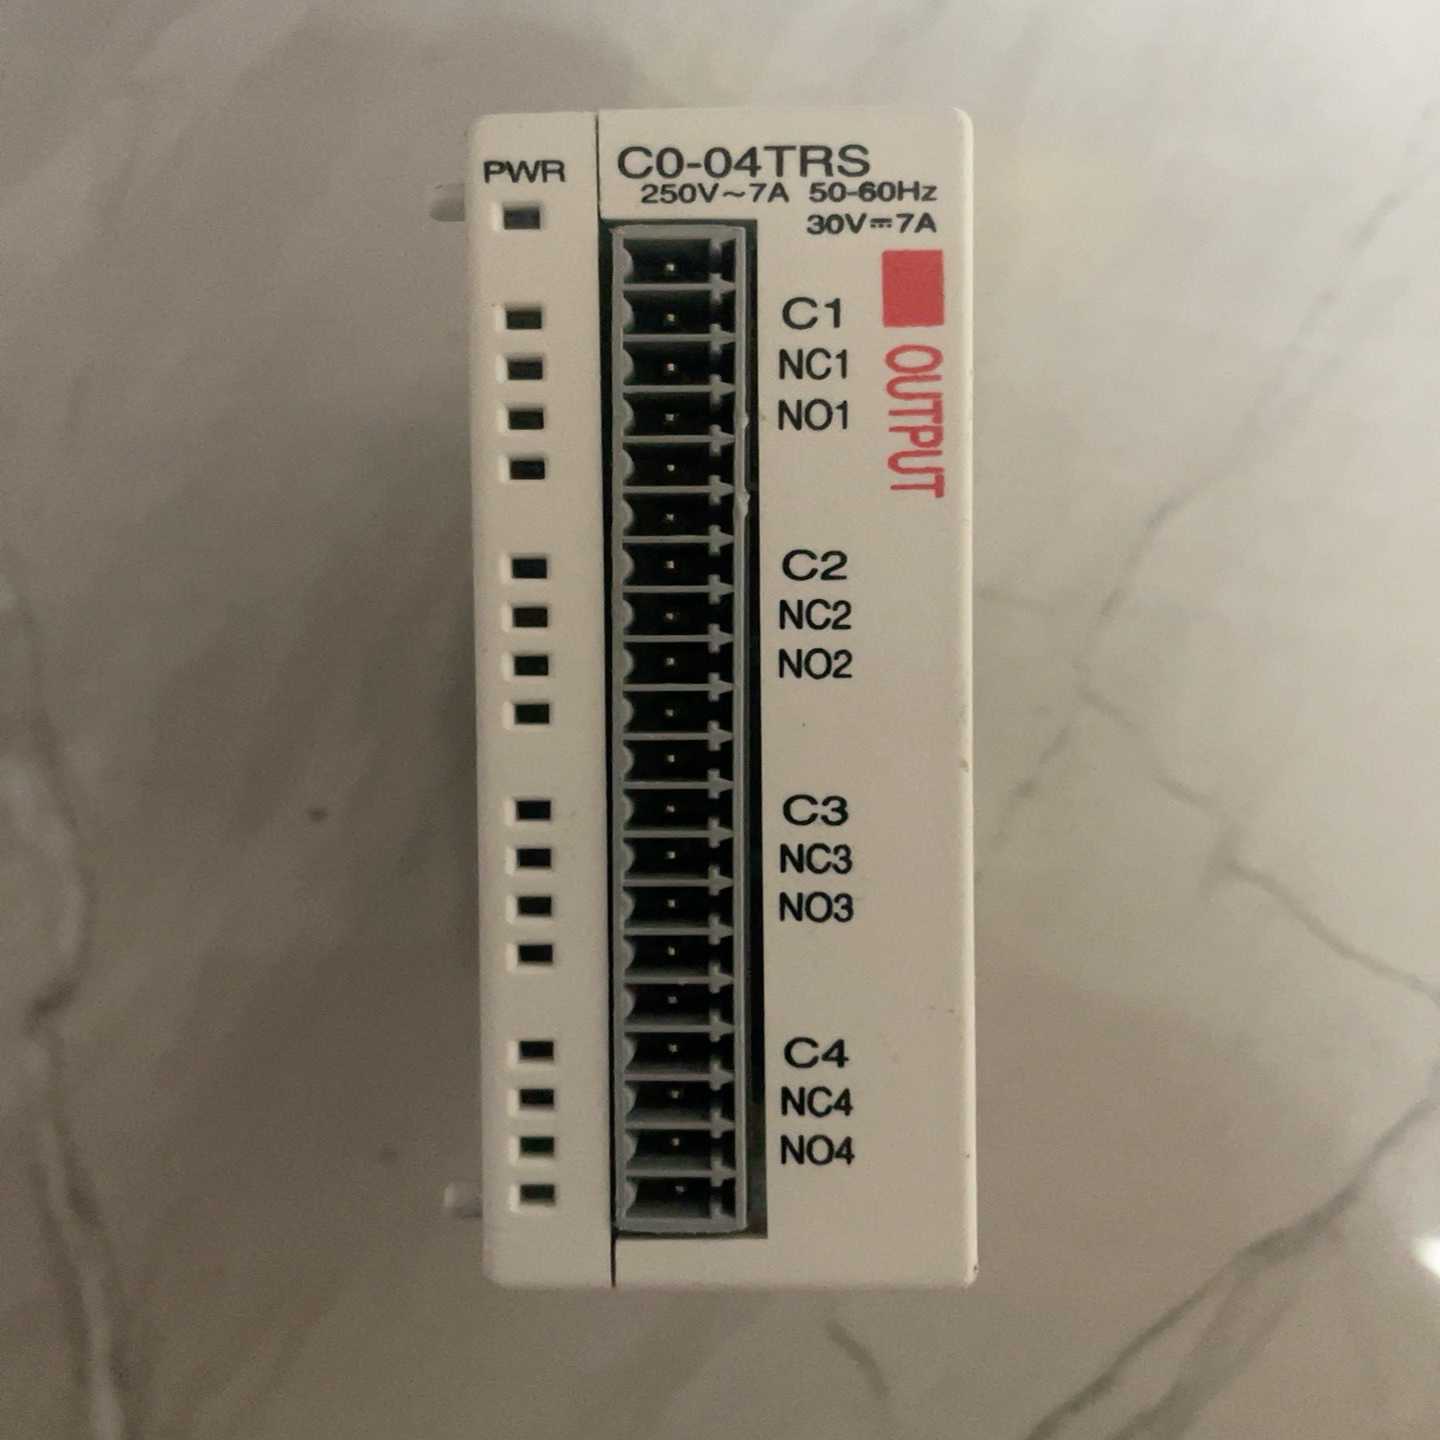 PWR
C0-04TRS
250V~7A 50-60Hz
30V⎓7A
C1
NC1
NO1
OUTPUT
C2
NC2
NO2
C3
NC3
NO3
C4
NC4
NO4